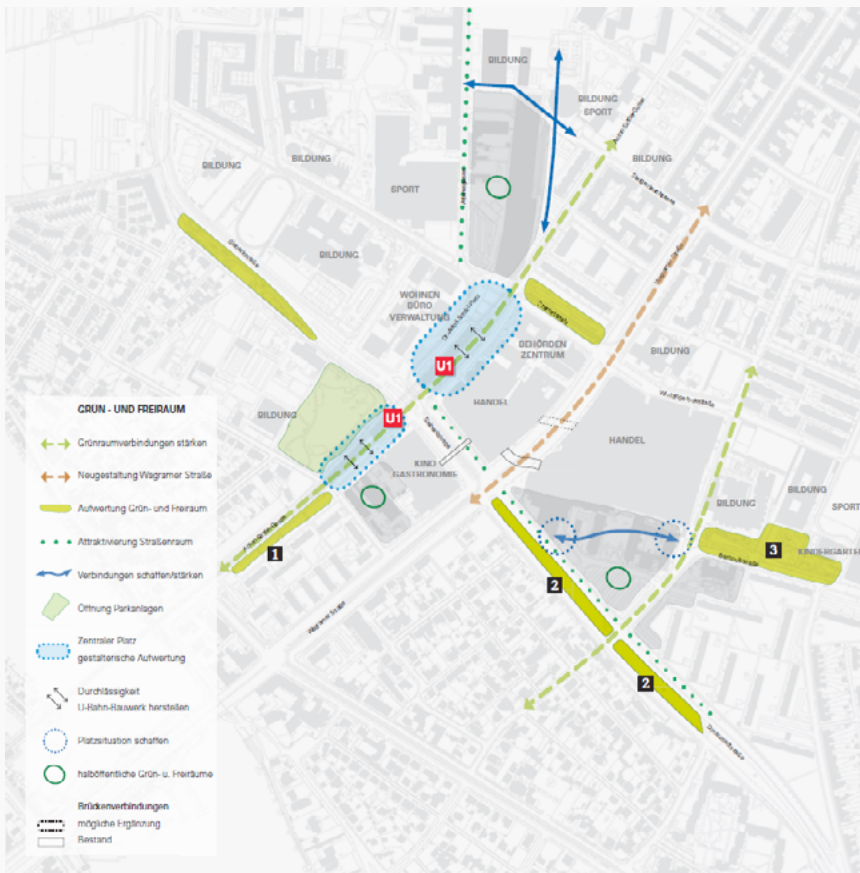 BILDUNG
BILDUNG
SPORT
BILDUNG
BILDUNG
BILDUNG
SPORT
BILDUNG
WOHNEN
BÜRO
VERWALTUNG
BEHÖRDEN
ZENTRUM
BILDUNG
U1
HANDEL
U1
BILDUNG
HANDEL
KINO
GASTRONOMIE
BILDUNG
BILDUNG
SPORT
KINDERGARTEN
Wagramer Straße
1
2
2
3
GRÜN - UND FREIRAUM
Grünraumverbindungen stärken
Neugestaltung Wagramer Straße
Aufwertung Grün- und Freiraum
Attraktivierung Straßenraum
Verbindungen schaffen/stärken
Öffnung Parkanlagen
Zentraler Platz
gestalterische Aufwertung
Durchlässigkeit
U-Bahn-Bauwerk herstellen
Platzsituation schaffen
halböffentliche Grün- u. Freiräume
Brückenverbindungen
mögliche Ergänzung
Bestand